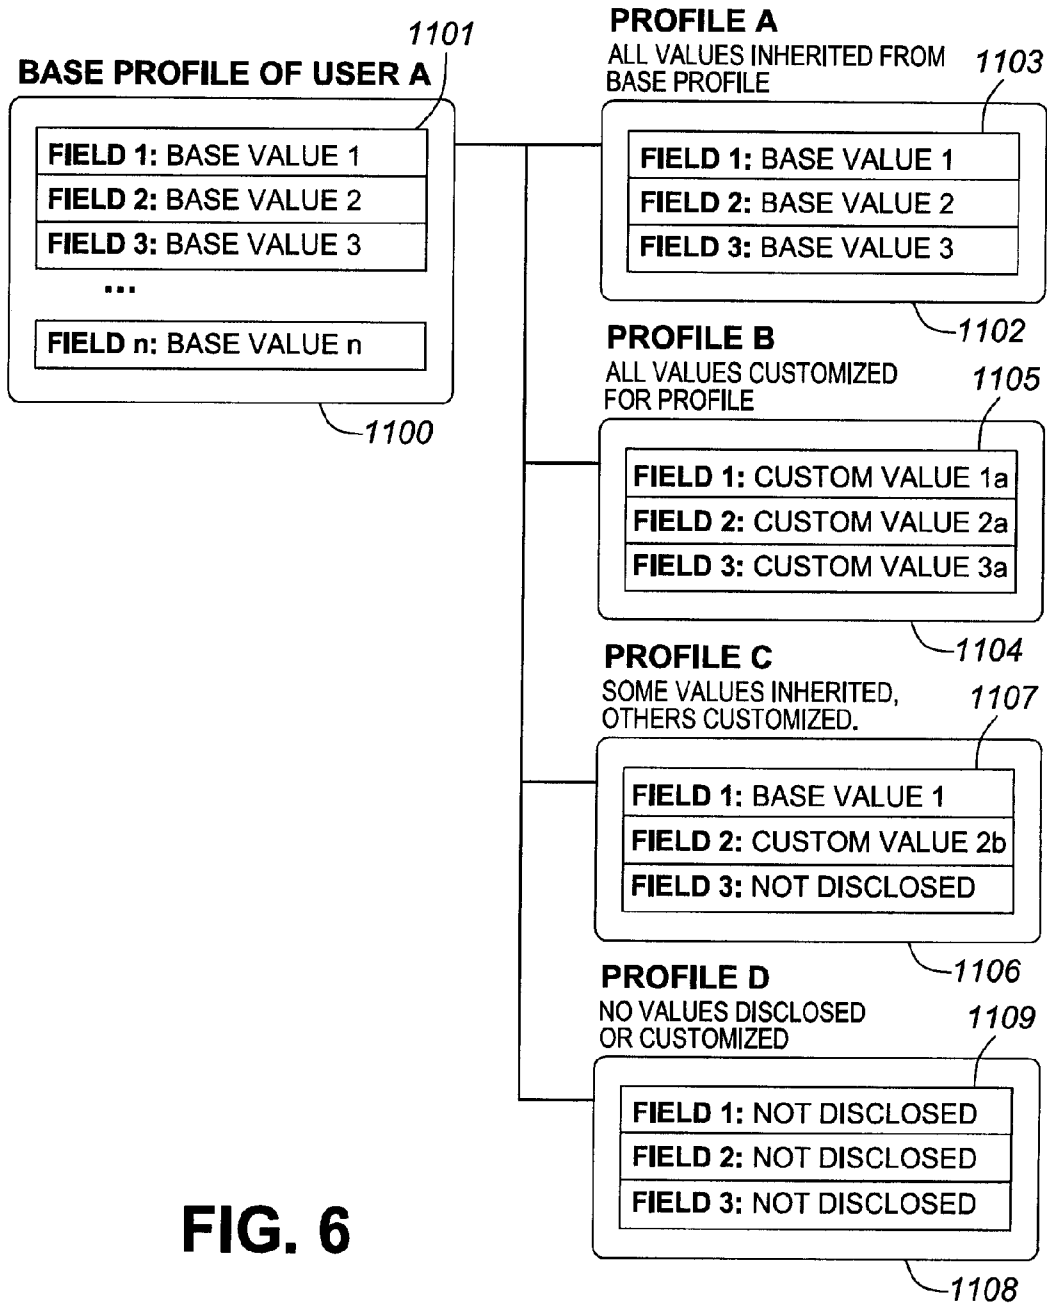 1101
BASE PROFILE OF USER A
FIELD 1: BASE VALUE 1
FIELD 2: BASE VALUE 2
FIELD 3: BASE VALUE 3
...
FIELD n: BASE VALUE n
1100
PROFILE A
ALL VALUES INHERITED FROM
BASE PROFILE
1103
FIELD 1: BASE VALUE 1
FIELD 2: BASE VALUE 2
FIELD 3: BASE VALUE 3
1102
PROFILE B
ALL VALUES CUSTOMIZED
FOR PROFILE
1105
FIELD 1: CUSTOM VALUE 1a
FIELD 2: CUSTOM VALUE 2a
FIELD 3: CUSTOM VALUE 3a
1104
PROFILE C
SOME VALUES INHERITED,
OTHERS CUSTOMIZED.
1107
FIELD 1: BASE VALUE 1
FIELD 2: CUSTOM VALUE 2b
FIELD 3: NOT DISCLOSED
1106
PROFILE D
NO VALUES DISCLOSED
OR CUSTOMIZED
1109
FIELD 1: NOT DISCLOSED
FIELD 2: NOT DISCLOSED
FIELD 3: NOT DISCLOSED
1108
FIG. 6